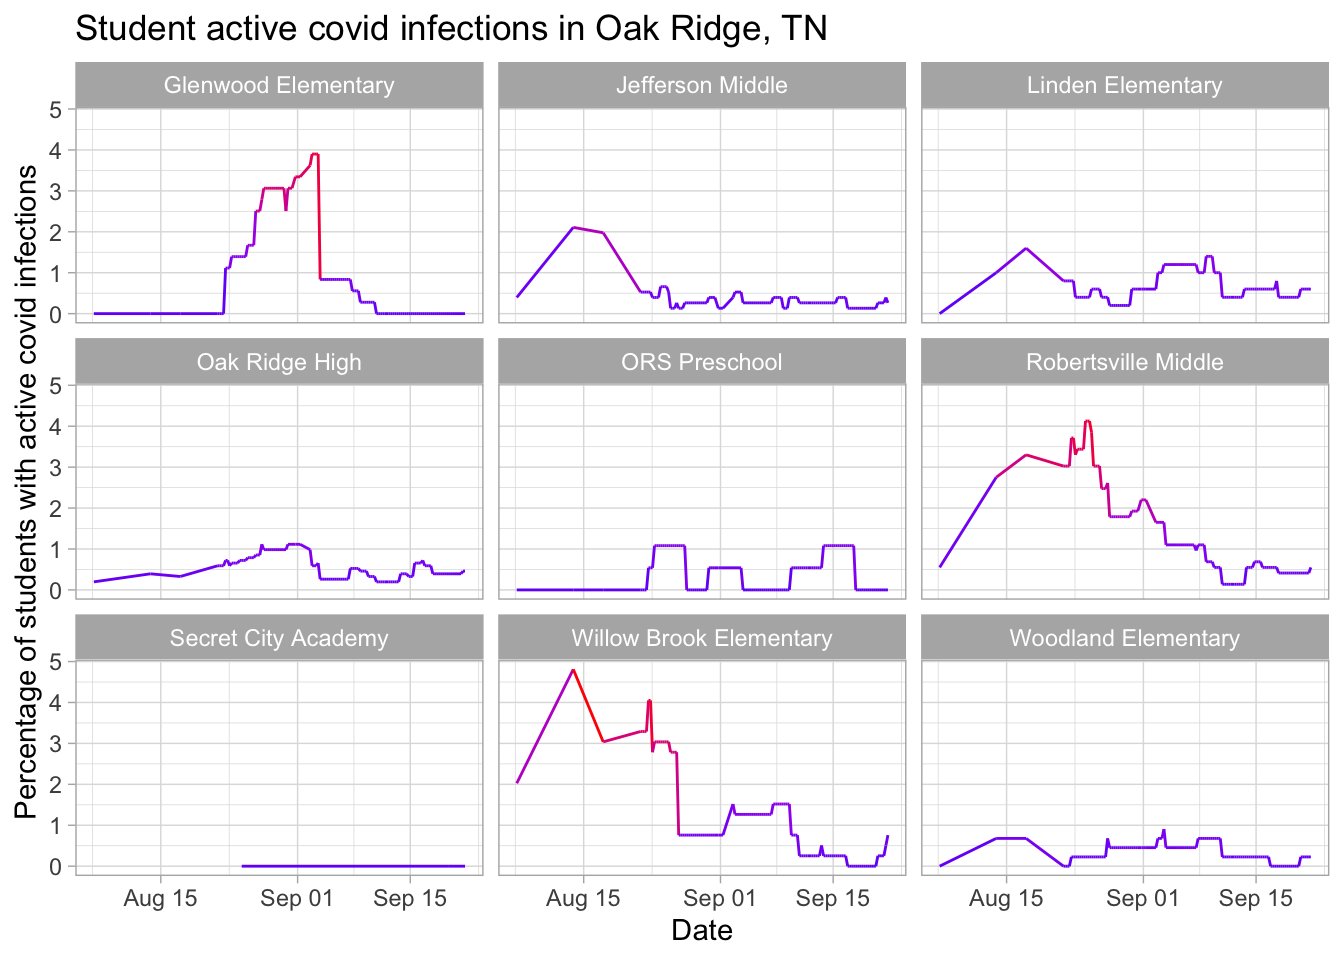 Student active covid infections in Oak Ridge, TN
Glenwood Elementary
Jefferson Middle
Linden Elementary
5
4
3
2
1
0
Oak Ridge High
ORS Preschool
Robertsville Middle
5
4
3
2
1
0
Secret City Academy
Willow Brook Elementary
Woodland Elementary
5
4
3
2
1
0
Percentage of students with active covid infections
Aug 15 Sep 01 Sep 15
Aug 15 Sep 01 Sep 15
Aug 15 Sep 01 Sep 15
Date